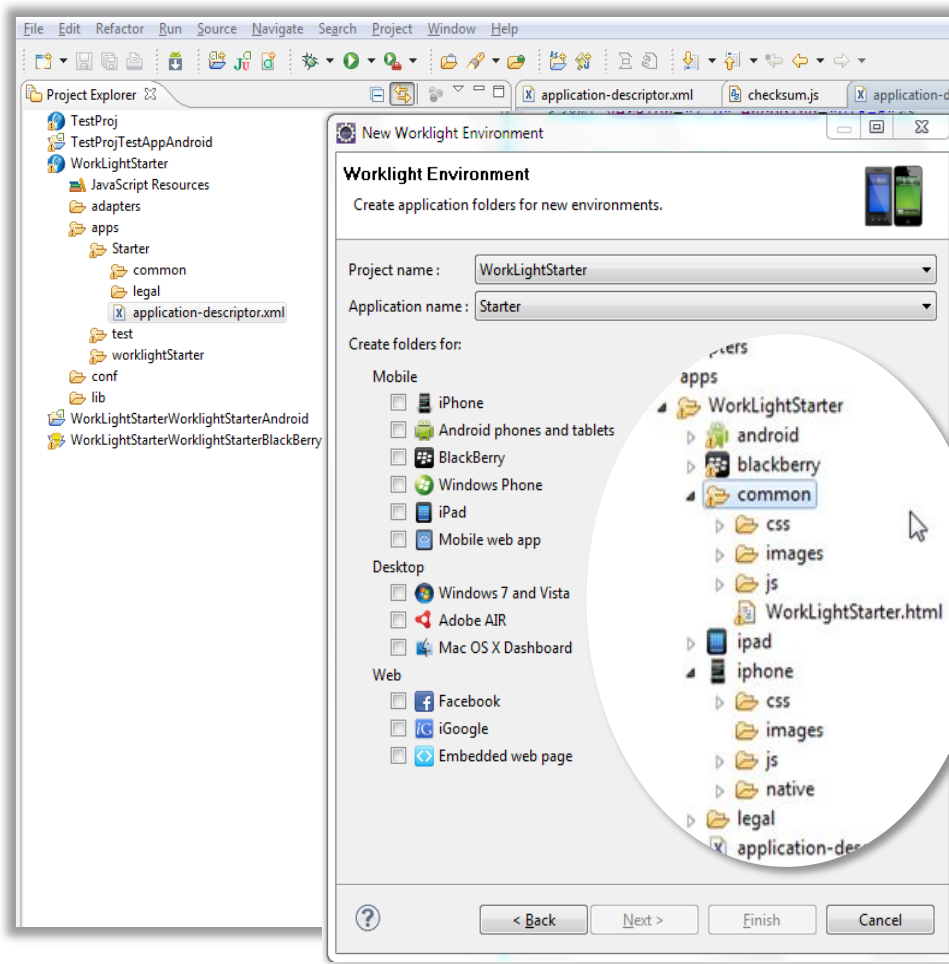 File Edit Refactor Run Source Navigate Search Project Window Help
Project Explorer
application-descriptor.xml
checksum.js
application-d
TestProj
TestProjTestAppAndroid
WorkLightStarter
JavaScript Resources
adapters
apps
Starter
common
legal
application-descriptor.xml
test
worklightStarter
conf
lib
WorkLightStarterWorklightStarterAndroid
WorkLightStarterWorklightStarterBlackBerry
New Worklight Environment
Worklight Environment
Create application folders for new environments.
Project name : WorkLightStarter
Application name : Starter
Create folders for:
Mobile
iPhone
Android phones and tablets
BlackBerry
Windows Phone
iPad
Mobile web app
Desktop
Windows 7 and Vista
Adobe AIR
Mac OS X Dashboard
Web
Facebook
iGoogle
Embedded web page
apps
WorkLightStarter
android
blackberry
common
css
images
js
WorkLightStarter.html
ipad
iphone
css
images
js
native
legal
application-des
< Back Next > Finish Cancel